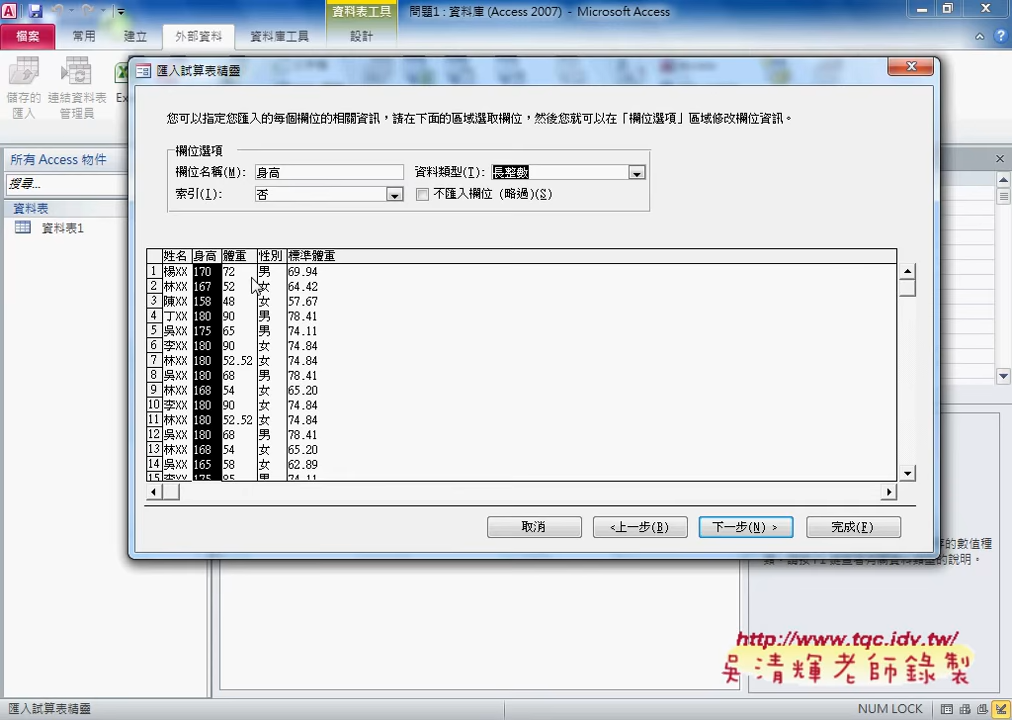 資料表工具
問題1 : 資料庫 (Access 2007) - Microsoft Access
檔案 常用 建立 外部資料 資料庫工具 設計
儲存的匯入 連結資料表管理員 Ex
所有 Access 物件
搜尋...
資料表
資料表1
匯入試算表精靈
您可以指定您匯入的每個欄位的相關資訊，請在下面的區域選取欄位，然後您就可以在「欄位選項」區域修改欄位資訊。
欄位選項
欄位名稱(M): 身高 資料類型(T): 長整數
索引(I): 否 不匯入欄位 (略過)(S)
姓名 身高 體重 性別 標準體重
1 楊XX 170 72 男 69.94
2 林XX 167 52 女 64.42
3 陳XX 158 48 女 57.67
4 丁XX 180 90 男 78.41
5 吳XX 175 65 男 74.11
6 李XX 180 90 女 74.84
7 林XX 180 52.52 女 74.84
8 吳XX 180 68 男 78.41
9 林XX 168 54 女 65.20
10 李XX 180 90 女 74.84
11 林XX 180 52.52 女 74.84
12 吳XX 180 68 男 78.41
13 林XX 168 54 女 65.20
14 吳XX 165 58 女 62.89
15 李XX 175 85 男 74.11
取消 <上一步(B) 下一步(N) > 完成(F)
存的數值種
http://www.tqc.idv.tw/
吳清輝老師錄製
匯入試算表精靈 NUM LOCK